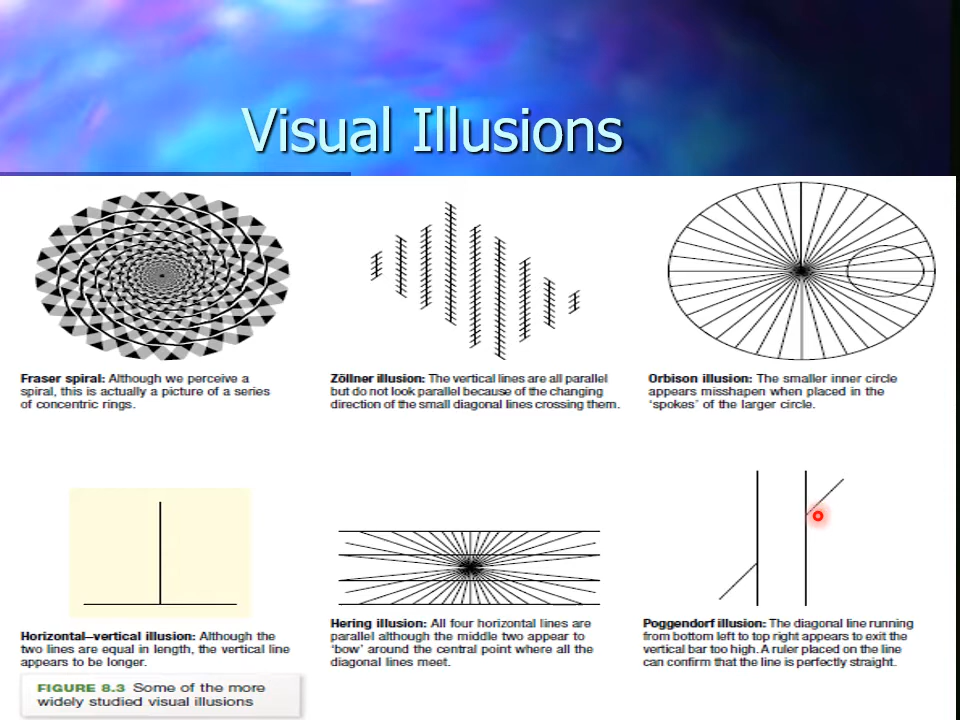 Visual Illusions
Fraser spiral: Although we perceive a
spiral, this is actually a picture of a series
of concentric rings.
Zöllner illusion: The vertical lines are all parallel
but do not look parallel because of the changing
direction of the small diagonal lines crossing them.
Orbison illusion: The smaller inner circle
appears misshapen when placed in the
‘spokes’ of the larger circle.
Horizontal–vertical illusion: Although the
two lines are equal in length, the vertical line
appears to be longer.
Hering illusion: All four horizontal lines are
parallel although the middle two appear to
‘bow’ around the central point where all the
diagonal lines meet.
Poggendorf illusion: The diagonal line running
from bottom left to top right appears to exit the
vertical bar too high. A ruler placed on the line
can confirm that the line is perfectly straight.
FIGURE 8.3 Some of the more
widely studied visual illusions